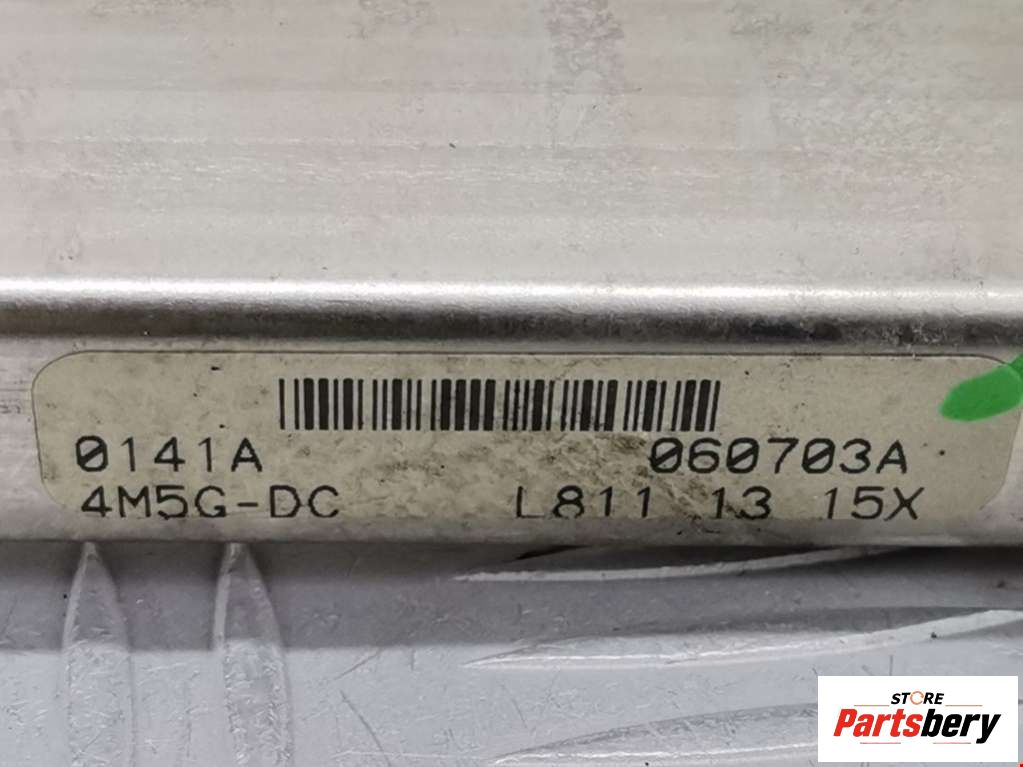 0141A 060703A
4M5G-DC L811 13 15X
STORE
Partsbery